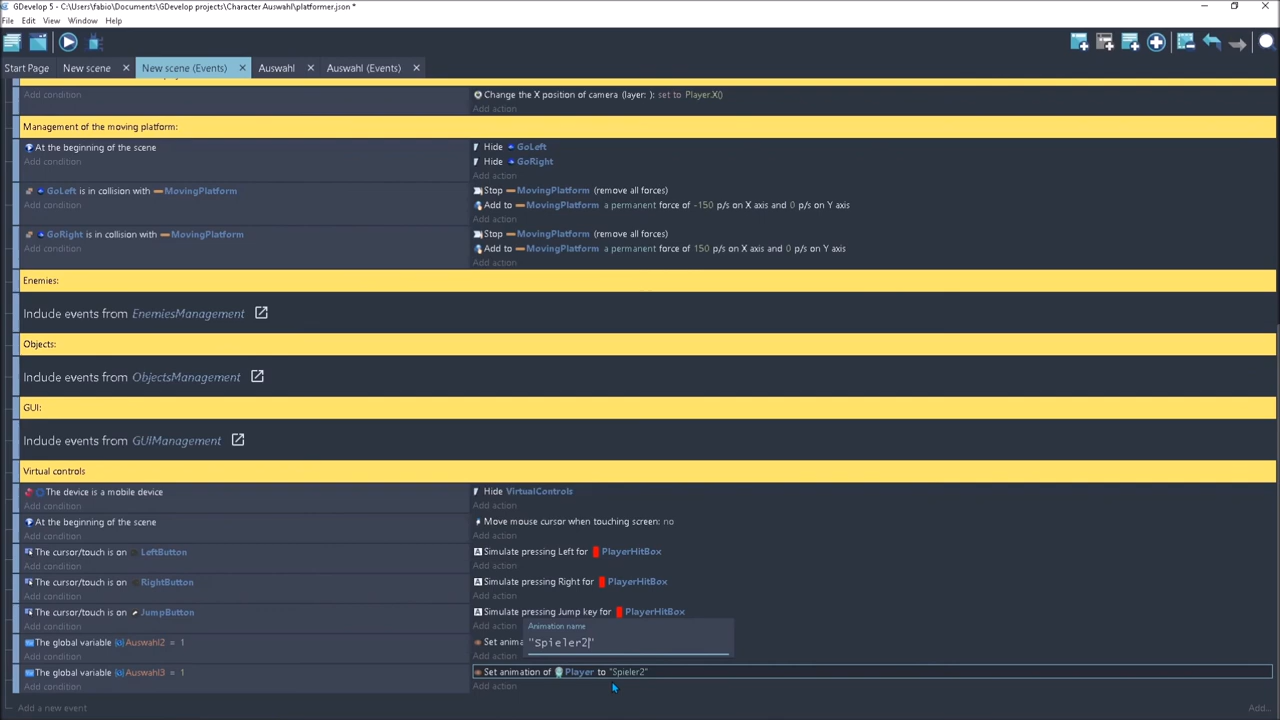 GDevelop 5 - C:\Users\fabio\Documents\GDevelop projects\Character Auswahl\platformer.json *
File Edit View Window Help
Start Page New scene New scene (Events) Auswahl Auswahl (Events)
Add condition Change the X position of camera (layer: ): set to Player.X()
Add action
Management of the moving platform:
At the beginning of the scene Hide GoLeft
Add condition Hide GoRight
Add action
GoLeft is in collision with MovingPlatform Stop MovingPlatform (remove all forces)
Add condition Add to MovingPlatform a permanent force of -150 p/s on X axis and 0 p/s on Y axis
Add action
GoRight is in collision with MovingPlatform Stop MovingPlatform (remove all forces)
Add condition Add to MovingPlatform a permanent force of 150 p/s on X axis and 0 p/s on Y axis
Add action
Enemies:
Include events from EnemiesManagement
Objects:
Include events from ObjectsManagement
GUI:
Include events from GUIManagement
Virtual controls
The device is a mobile device Hide VirtualControls
Add condition Add action
At the beginning of the scene Move mouse cursor when touching screen: no
Add condition Add action
The cursor/touch is on LeftButton Simulate pressing Left for PlayerHitBox
Add condition Add action
The cursor/touch is on RightButton Simulate pressing Right for PlayerHitBox
Add condition Add action
The cursor/touch is on JumpButton Simulate pressing Jump key for PlayerHitBox
Add condition Add action Animation name
The global variable Auswahl2 = 1 Set anima "Spieler2"
Add condition Add action
The global variable Auswahl3 = 1 Set animation of Player to "Spieler2"
Add condition Add action
Add a new event Add...